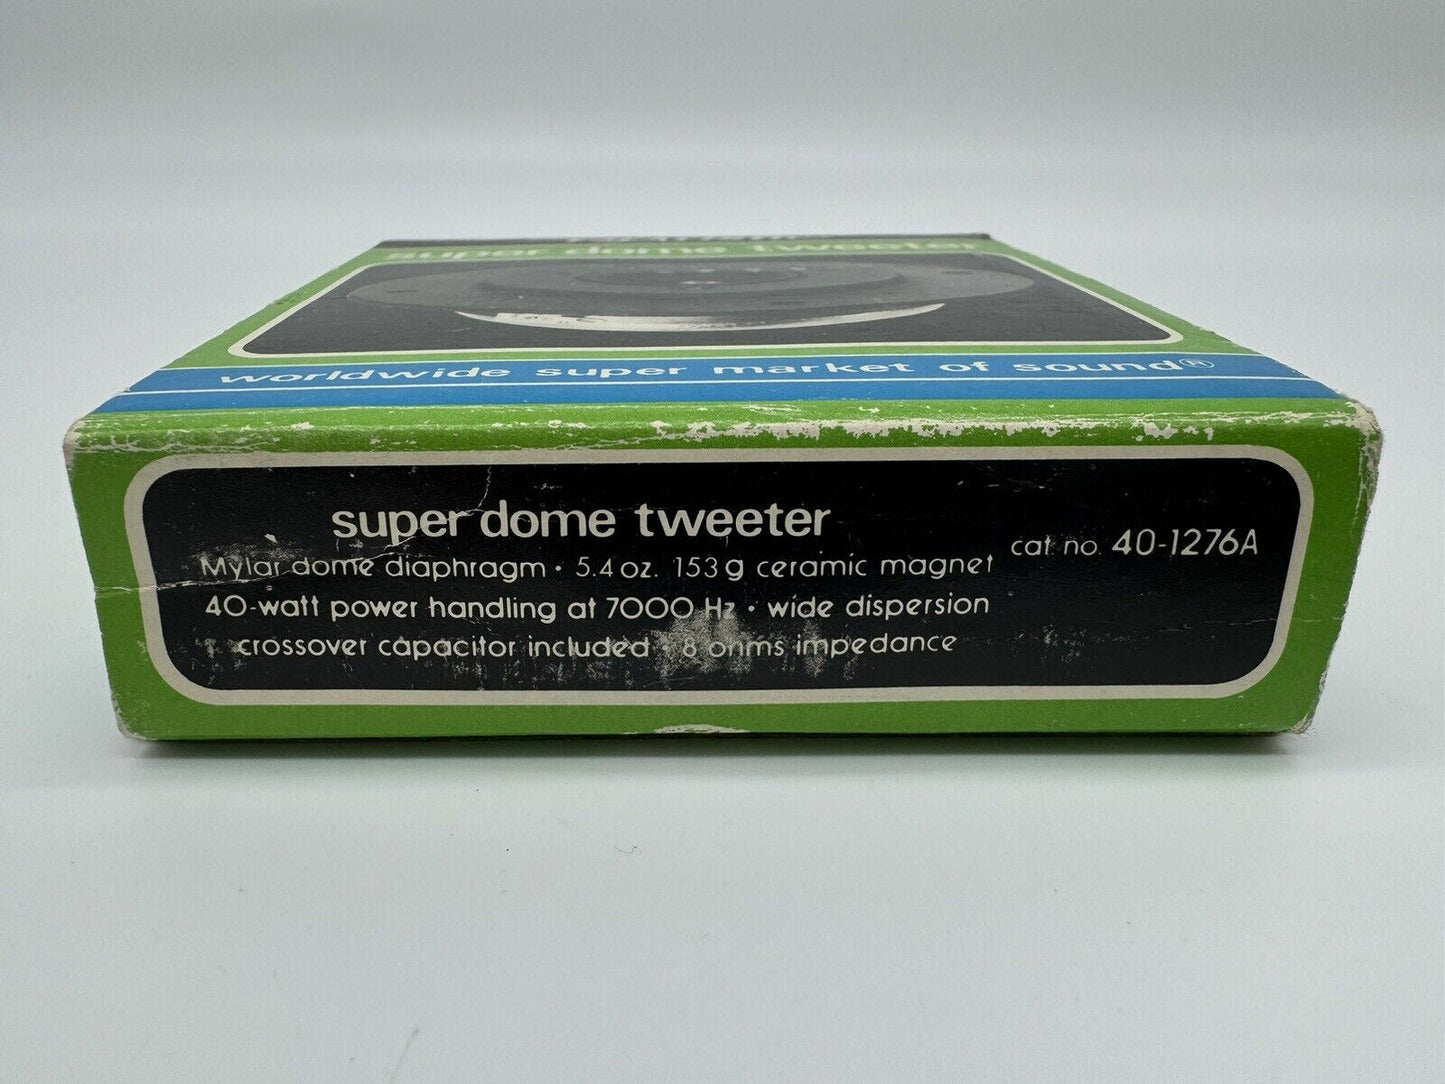 super dome tweeter
worldwide super market of sound®
super dome tweeter
cat. no. 40-1276A
Mylar dome diaphragm • 5.4 oz. 153 g ceramic magnet
40-watt power handling at 7000 Hz • wide dispersion
crossover capacitor included • 8 ohms impedance